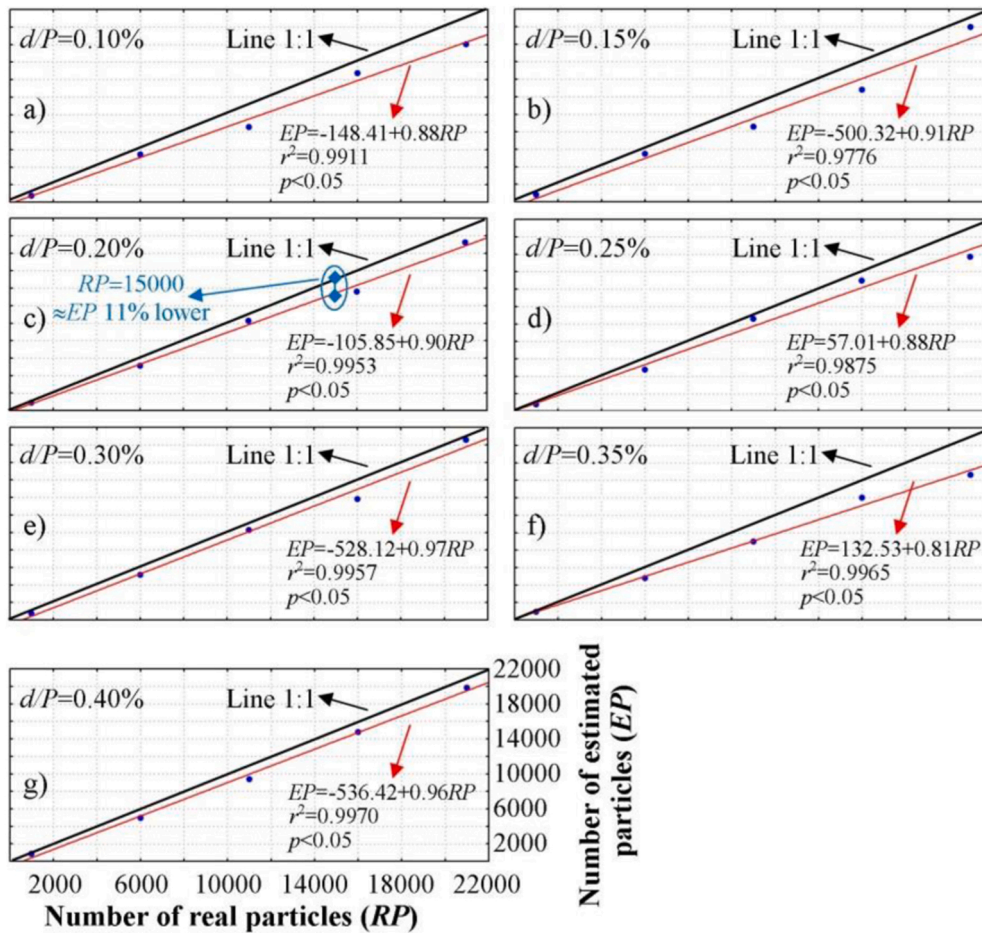 d/P=0.10%
Line 1:1
a)
EP=-148.41+0.88RP
r²=0.9911
p<0.05
d/P=0.15%
Line 1:1
b)
EP=-500.32+0.91RP
r²=0.9776
p<0.05
d/P=0.20%
Line 1:1
RP=15000
≈EP 11% lower
c)
EP=-105.85+0.90RP
r²=0.9953
p<0.05
d/P=0.25%
Line 1:1
d)
EP=57.01+0.88RP
r²=0.9875
p<0.05
d/P=0.30%
Line 1:1
e)
EP=-528.12+0.97RP
r²=0.9957
p<0.05
d/P=0.35%
Line 1:1
f)
EP=132.53+0.81RP
r²=0.9965
p<0.05
d/P=0.40%
Line 1:1
g)
EP=-536.42+0.96RP
r²=0.9970
p<0.05
22000
18000
14000
10000
6000
2000
Number of estimated
particles (EP)
2000 6000 10000 14000 18000 22000
Number of real particles (RP)